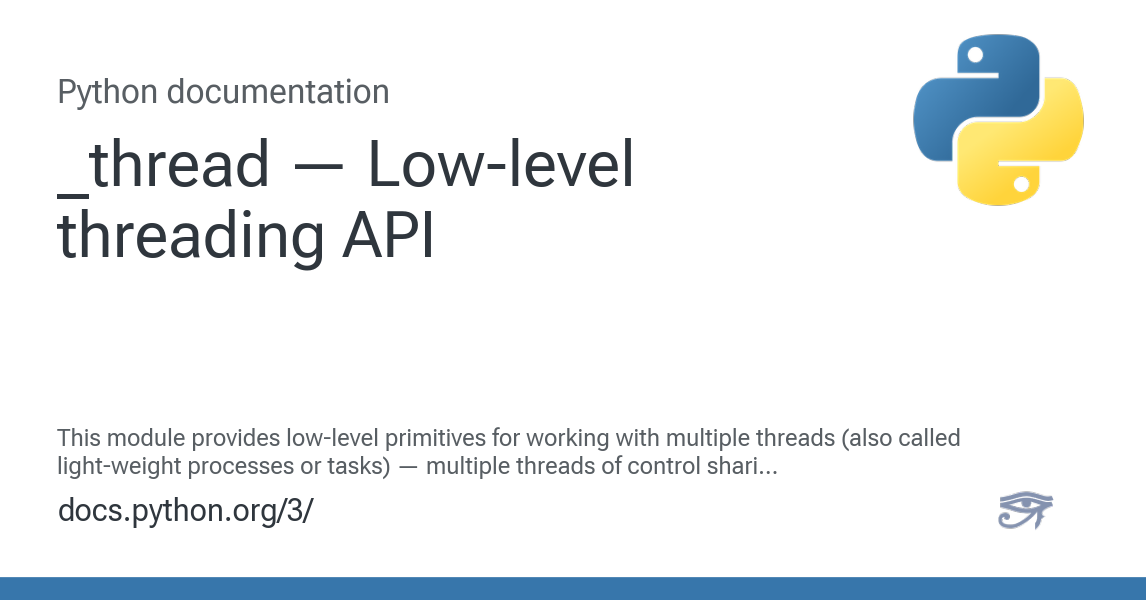 Python documentation
_thread — Low-level
threading API
This module provides low-level primitives for working with multiple threads (also called
light-weight processes or tasks) — multiple threads of control shari...
docs.python.org/3/